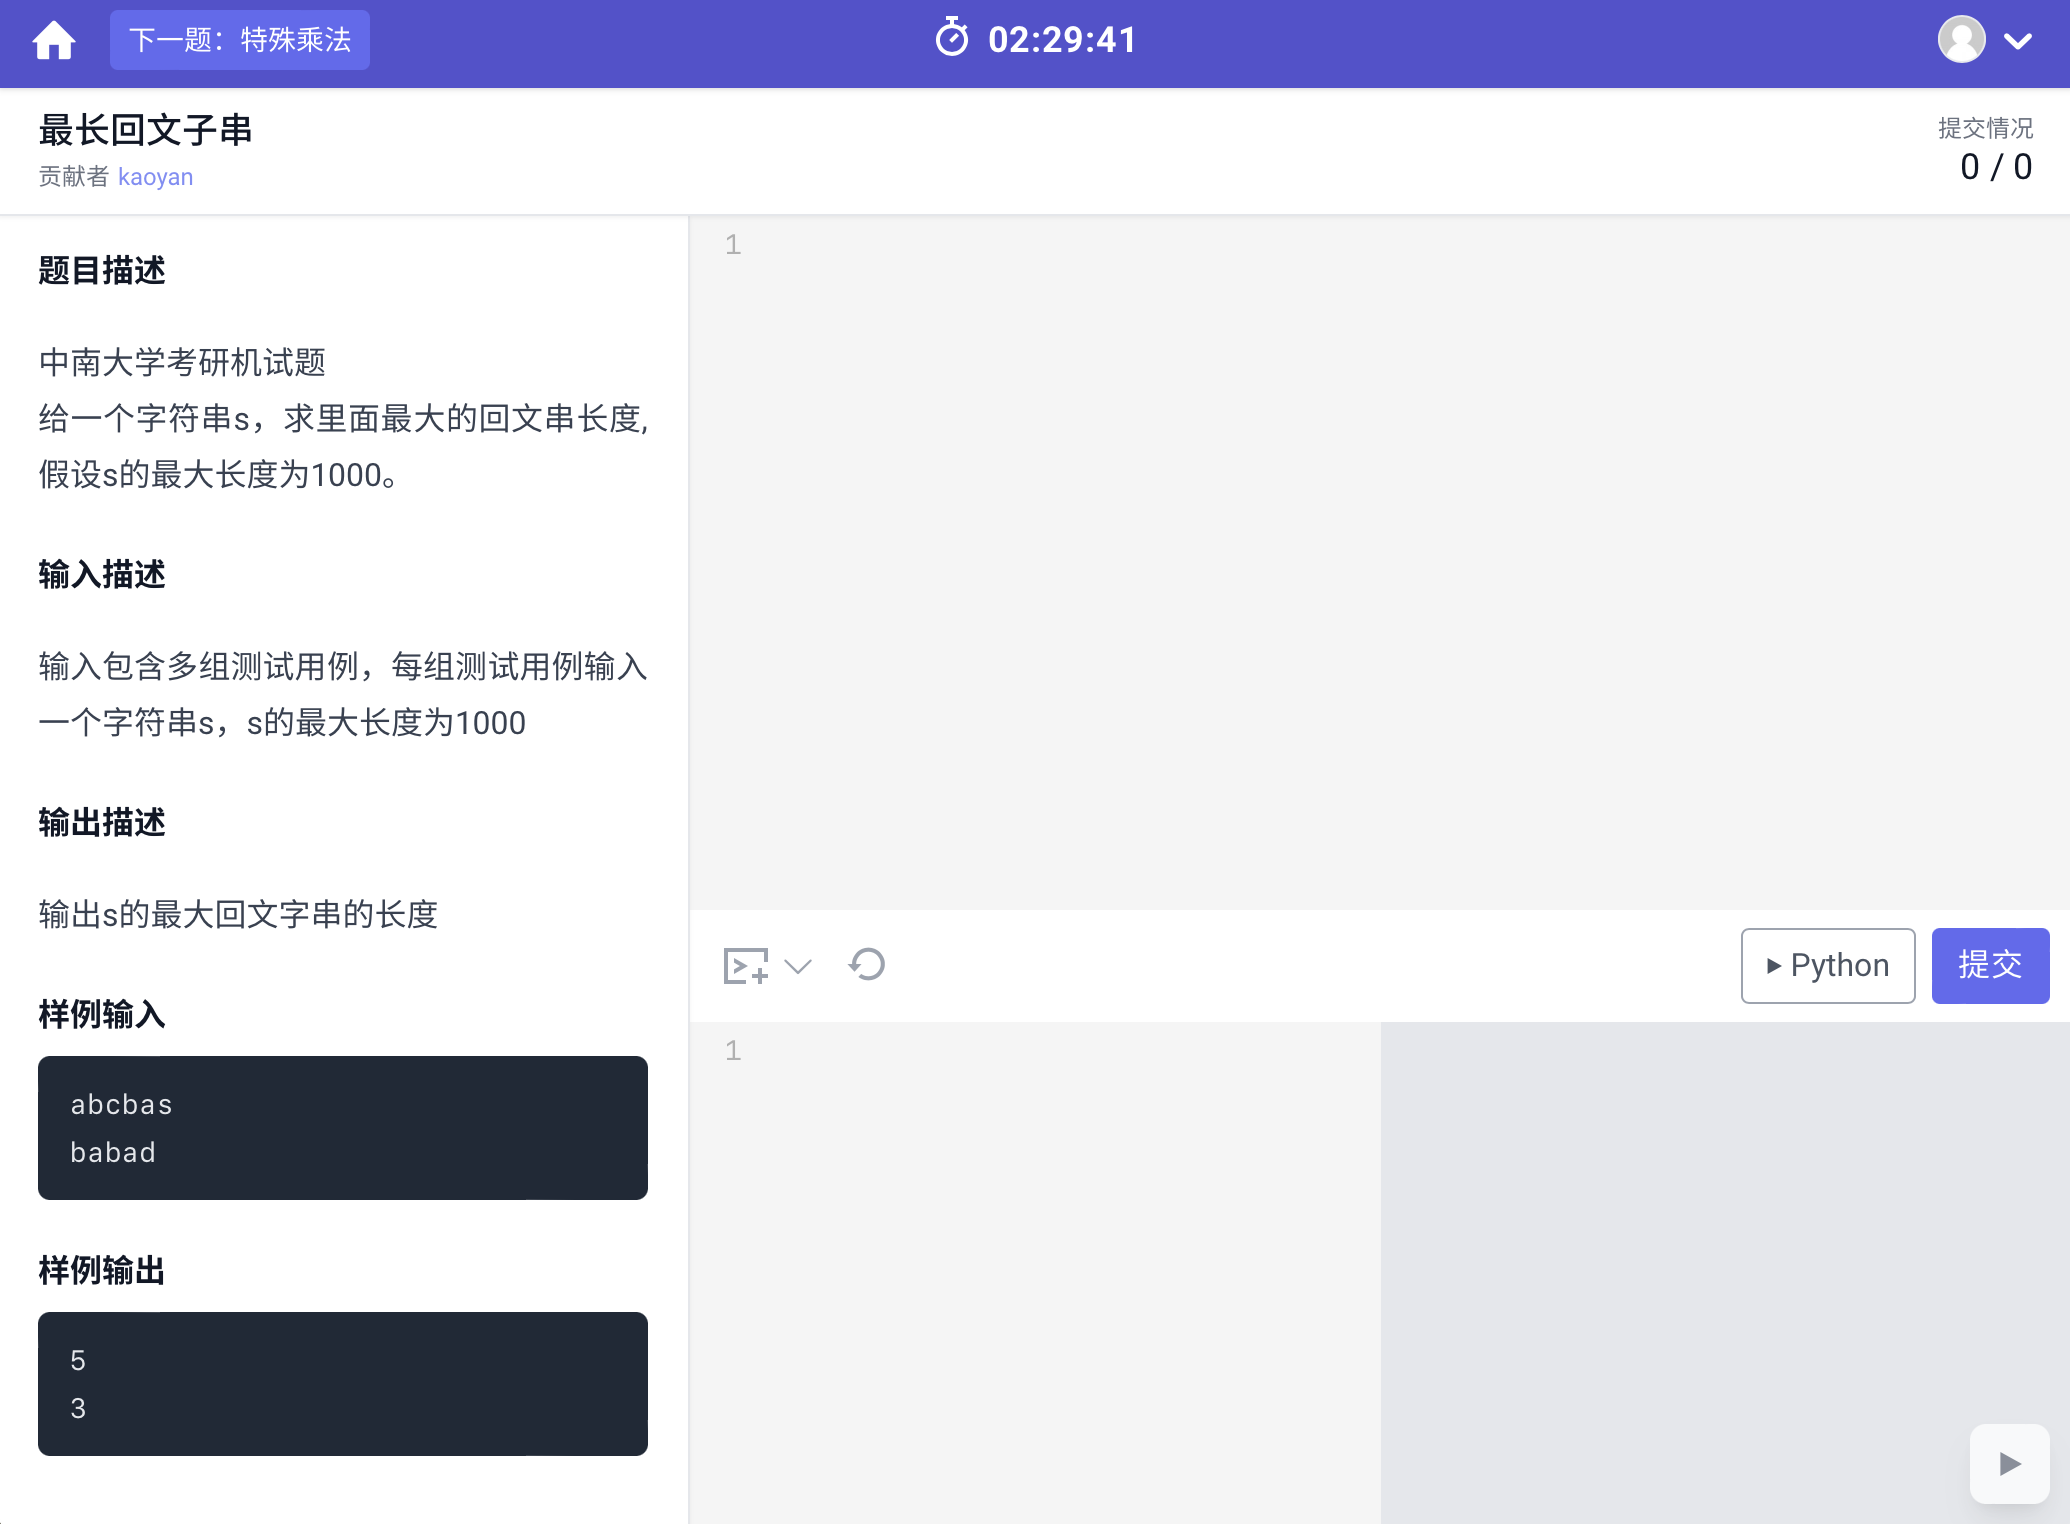 下一题：特殊乘法
02:29:41
最长回文子串
贡献者 kaoyan
提交情况
0 / 0
题目描述
中南大学考研机试题
给一个字符串s，求里面最大的回文串长度,
假设s的最大长度为1000。
输入描述
输入包含多组测试用例，每组测试用例输入
一个字符串s，s的最大长度为1000
输出描述
输出s的最大回文字串的长度
样例输入
abcbas
babad
样例输出
5
3
1
Python
提交
1